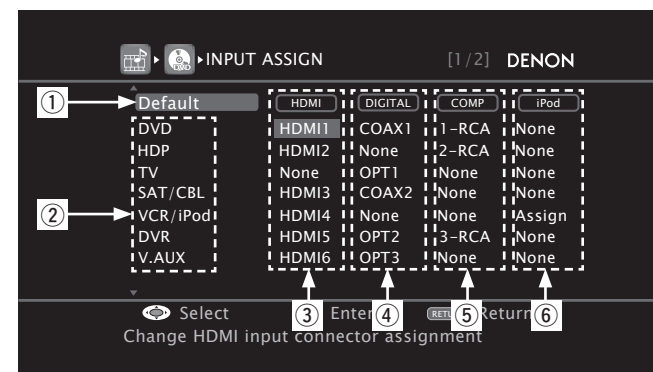 INPUT ASSIGN [1/2] DENON
① Default HDMI DIGITAL COMP iPod
DVD HDMI1 COAX1 1-RCA None
HDP HDMI2 None 2-RCA None
TV None OPT1 None None
SAT/CBL HDMI3 COAX2 None None
② VCR/iPod HDMI4 None None Assign
DVR HDMI5 OPT2 3-RCA None
V.AUX HDMI6 OPT3 None None
Select ③ Enter ④ RETU ⑤ Return ⑥
Change HDMI input connector assignment